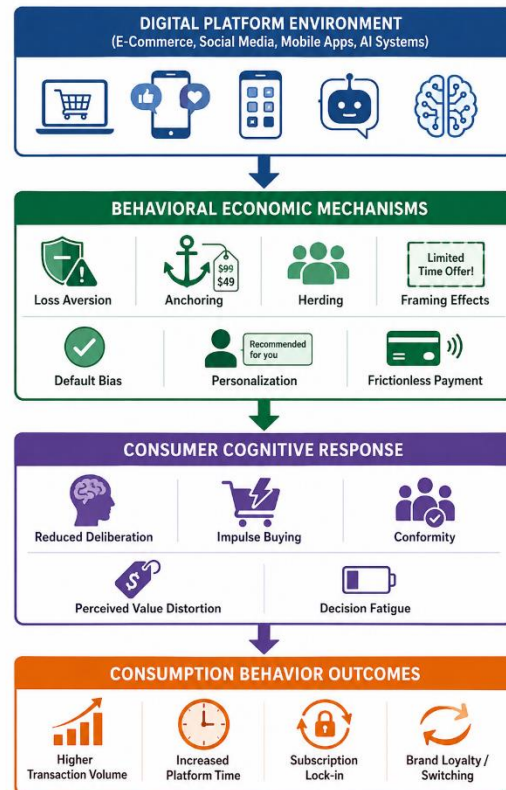 DIGITAL PLATFORM ENVIRONMENT
(E-Commerce, Social Media, Mobile Apps, AI Systems)
BEHAVIORAL ECONOMIC MECHANISMS
$99
$49
Limited
Time Offer!
Loss Aversion
Anchoring
Herding
Framing Effects
Recommended
for you
Default Bias
Personalization
Frictionless Payment
CONSUMER COGNITIVE RESPONSE
Reduced Deliberation
Impulse Buying
Conformity
$
Perceived Value Distortion
Decision Fatigue
CONSUMPTION BEHAVIOR OUTCOMES
Higher
Transaction Volume
Increased
Platform Time
Subscription
Lock-in
Brand Loyalty /
Switching